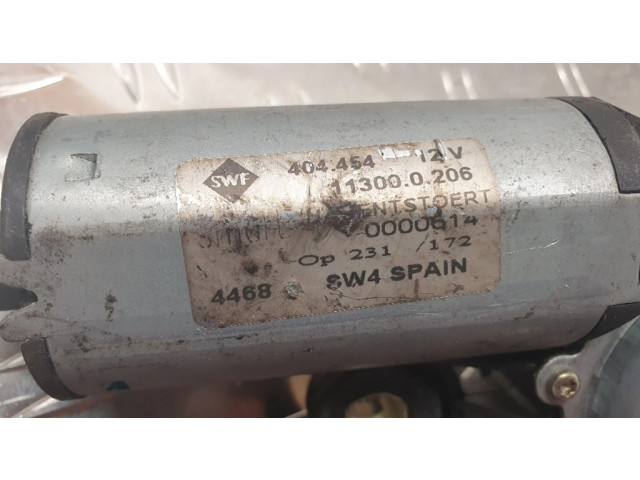 SWF 404.454 12 V
11300.0.206
ENTSTOERT
0000614
Op 231 /172
4468 SW4 SPAIN